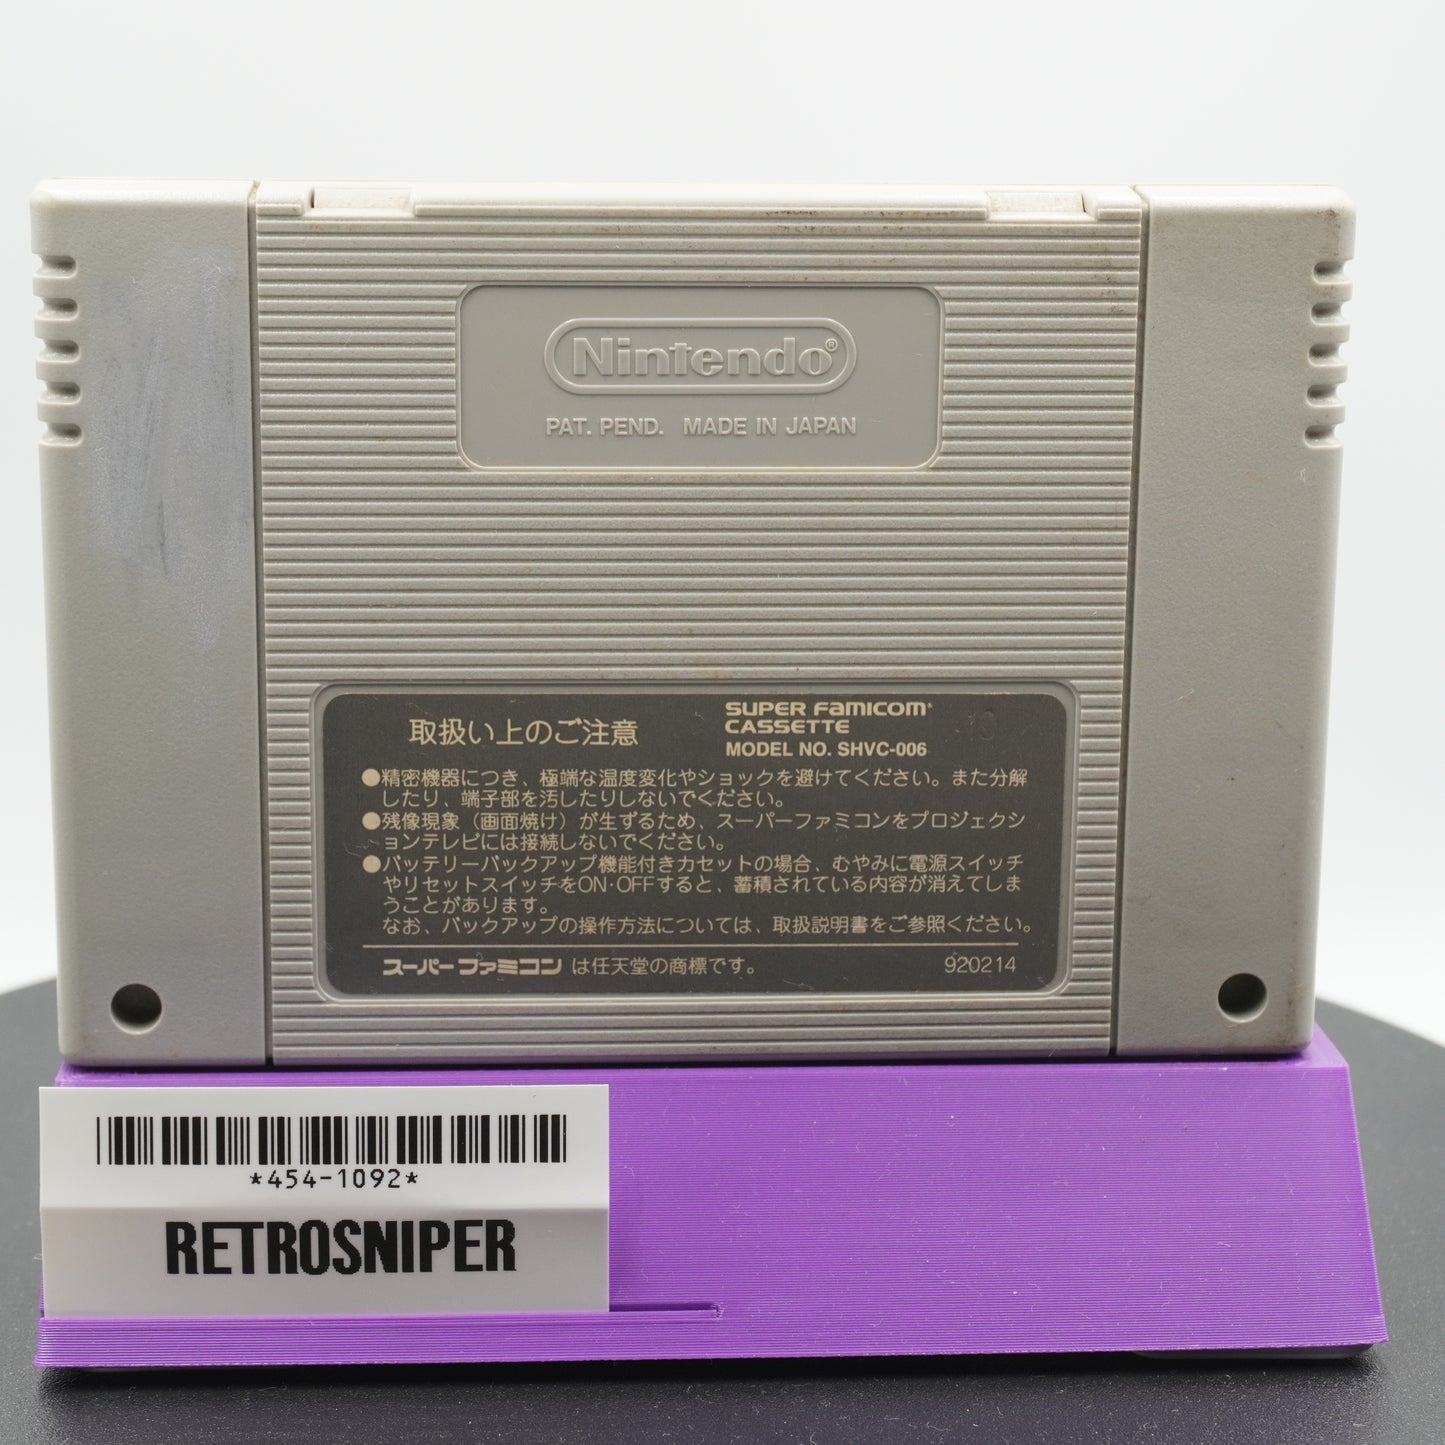 Nintendo®
PAT. PEND. MADE IN JAPAN
取扱い上のご注意
SUPER FAMICOM®
CASSETTE
MODEL NO. SHVC-006
●精密機器につき、極端な温度変化やショックを避けてください。また分解
したり、端子部を汚したりしないでください。
●残像現象（画面焼け）が生ずるため、スーパーファミコンをプロジェクシ
ョンテレビには接続しないでください。
●バッテリーバックアップ機能付きカセットの場合、むやみに電源スイッチ
やリセットスイッチをON・OFFすると、蓄積されている内容が消えてしま
うことがあります。
なお、バックアップの操作方法については、取扱説明書をご参照ください。
スーパーファミコン は任天堂の商標です。
920214
*454-1092*
RETROSNIPER